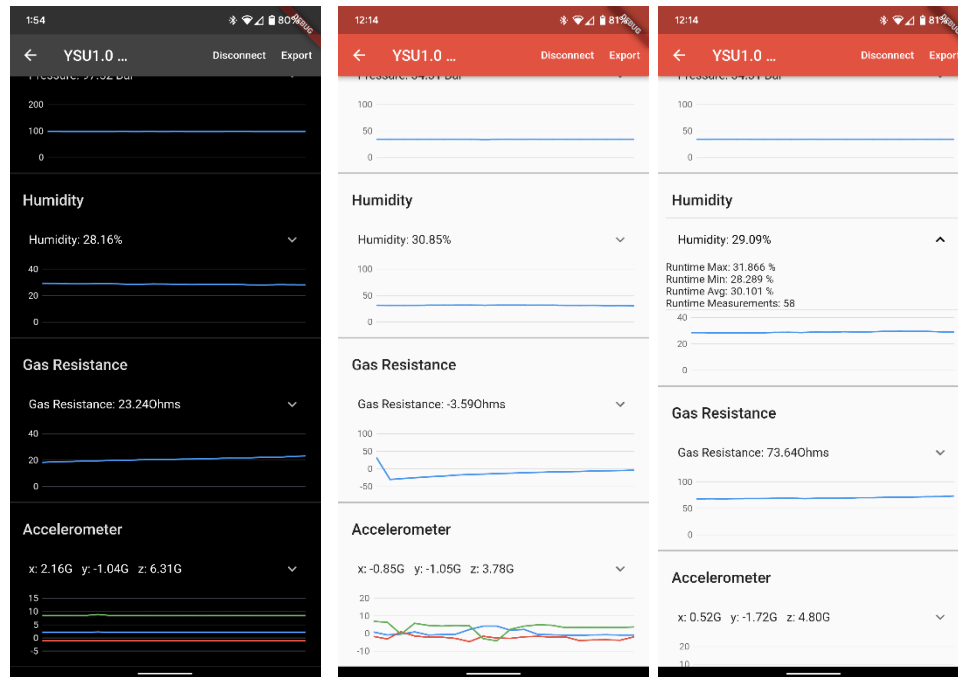 1:54
80%
DEBUG
YSU1.0 ...
Disconnect
Export
200
100
0
Humidity
Humidity: 28.16%
40
20
0
Gas Resistance
Gas Resistance: 23.24Ohms
40
20
0
Accelerometer
x: 2.16G y: -1.04G z: 6.31G
15
10
5
0
-5
12:14
81%
DEBUG
YSU1.0 ...
Disconnect
Export
100
50
0
Humidity
Humidity: 30.85%
100
50
0
Gas Resistance
Gas Resistance: -3.59Ohms
100
50
0
-50
Accelerometer
x: -0.85G y: -1.05G z: 3.78G
20
10
0
-10
12:14
81%
DEBUG
YSU1.0 ...
Disconnect
Export
100
50
0
Humidity
Humidity: 29.09%
Runtime Max: 31.866 %
Runtime Min: 28.289 %
Runtime Avg: 30.101 %
Runtime Measurements: 58
40
20
0
Gas Resistance
Gas Resistance: 73.64Ohms
100
50
0
Accelerometer
x: 0.52G y: -1.72G z: 4.80G
20
10